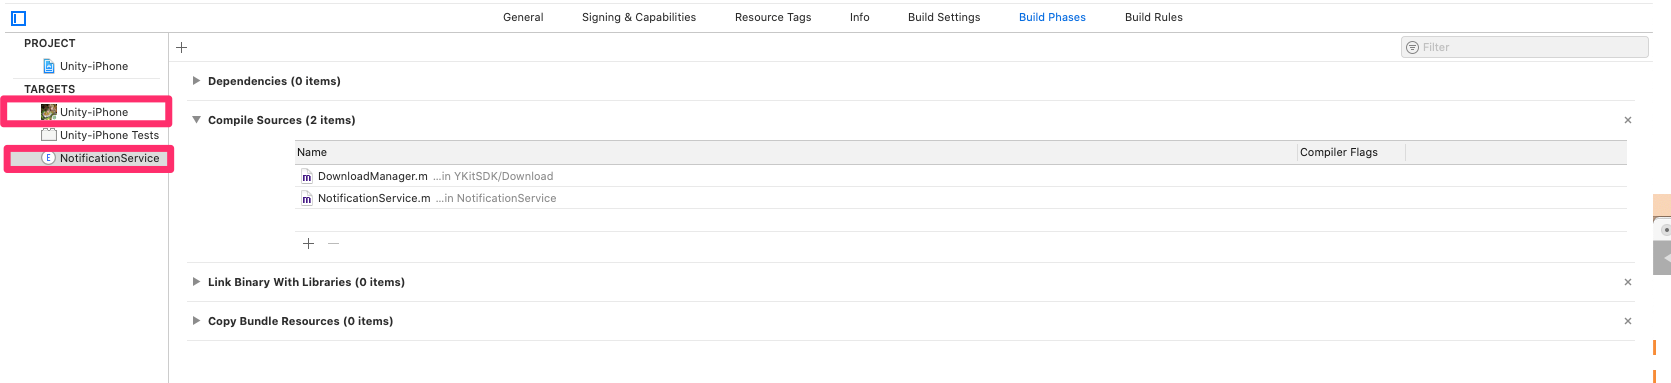 General Signing & Capabilities Resource Tags Info Build Settings Build Phases Build Rules
PROJECT
Unity-iPhone
TARGETS
Unity-iPhone
Unity-iPhone Tests
E NotificationService
Filter
Dependencies (0 items)
Compile Sources (2 items)
Name Compiler Flags
m DownloadManager.m ...in YKitSDK/Download
m NotificationService.m ...in NotificationService
Link Binary With Libraries (0 items)
Copy Bundle Resources (0 items)